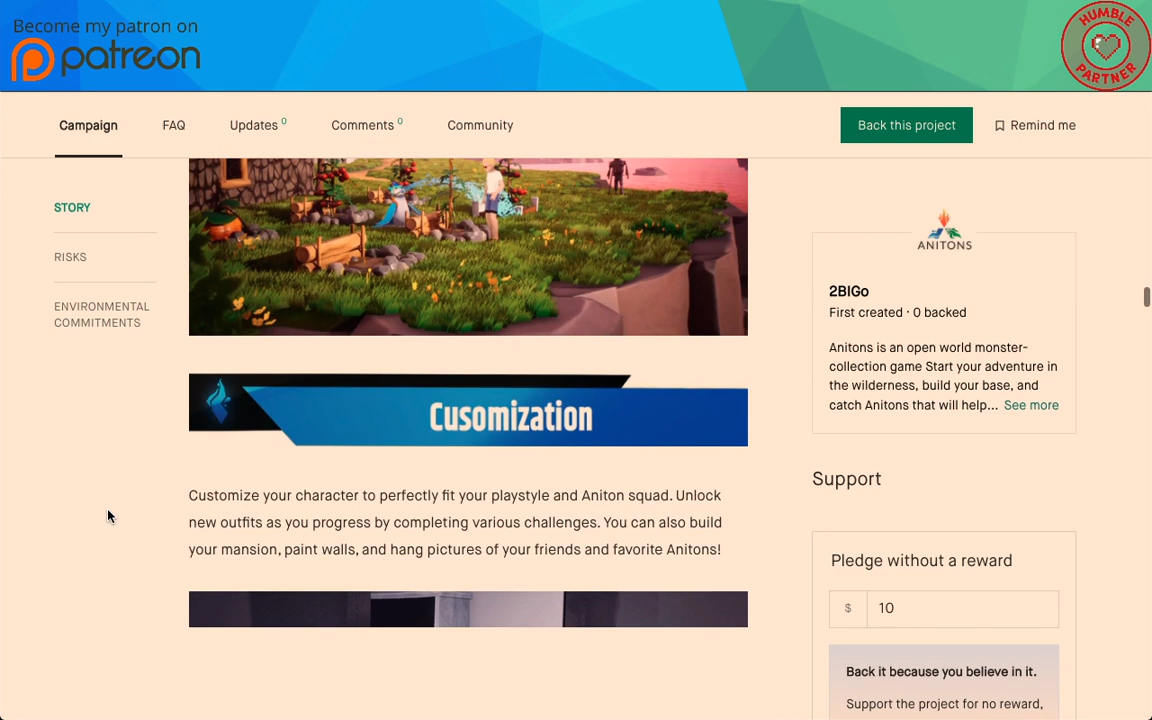 Become my patron on
patreon
HUMBLE
PARTNER
Campaign
FAQ
Updates 0
Comments 0
Community
Back this project
Remind me
STORY
RISKS
ENVIRONMENTAL
COMMITMENTS
Cusomization
Customize your character to perfectly fit your playstyle and Aniton squad. Unlock
new outfits as you progress by completing various challenges. You can also build
your mansion, paint walls, and hang pictures of your friends and favorite Anitons!
ANITONS
2BIGo
First created · 0 backed
Anitons is an open world monster-
collection game Start your adventure in
the wilderness, build your base, and
catch Anitons that will help... See more
Support
Pledge without a reward
$ 10
Back it because you believe in it.
Support the project for no reward,